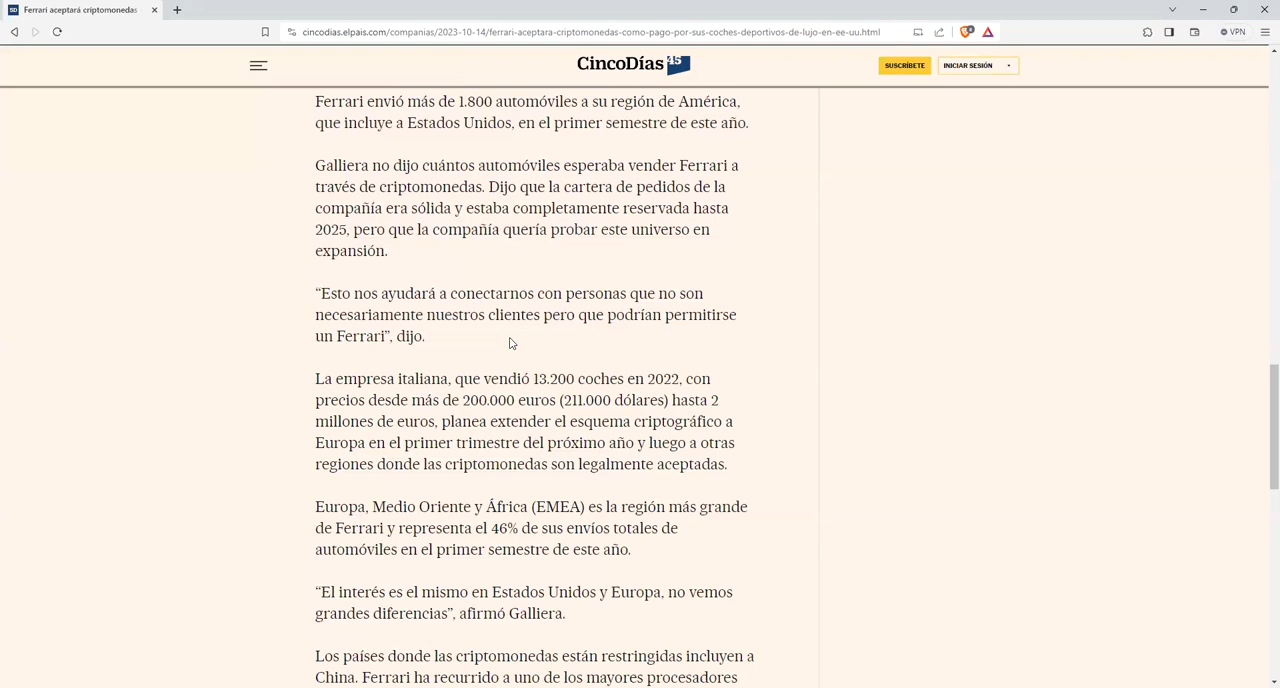 Ferrari aceptará criptomonedas
cincodias.elpais.com/companias/2023-10-14/ferrari-aceptara-criptomonedas-como-pago-por-sus-coches-deportivos-de-lujo-en-ee-uu.html
VPN
CincoDías 45
SUSCRÍBETE
INICIAR SESIÓN
Ferrari envió más de 1.800 automóviles a su región de América,
que incluye a Estados Unidos, en el primer semestre de este año.
Galliera no dijo cuántos automóviles esperaba vender Ferrari a
través de criptomonedas. Dijo que la cartera de pedidos de la
compañía era sólida y estaba completamente reservada hasta
2025, pero que la compañía quería probar este universo en
expansión.
“Esto nos ayudará a conectarnos con personas que no son
necesariamente nuestros clientes pero que podrían permitirse
un Ferrari”, dijo.
La empresa italiana, que vendió 13.200 coches en 2022, con
precios desde más de 200.000 euros (211.000 dólares) hasta 2
millones de euros, planea extender el esquema criptográfico a
Europa en el primer trimestre del próximo año y luego a otras
regiones donde las criptomonedas son legalmente aceptadas.
Europa, Medio Oriente y África (EMEA) es la región más grande
de Ferrari y representa el 46% de sus envíos totales de
automóviles en el primer semestre de este año.
“El interés es el mismo en Estados Unidos y Europa, no vemos
grandes diferencias”, afirmó Galliera.
Los países donde las criptomonedas están restringidas incluyen a
China. Ferrari ha recurrido a uno de los mayores procesadores